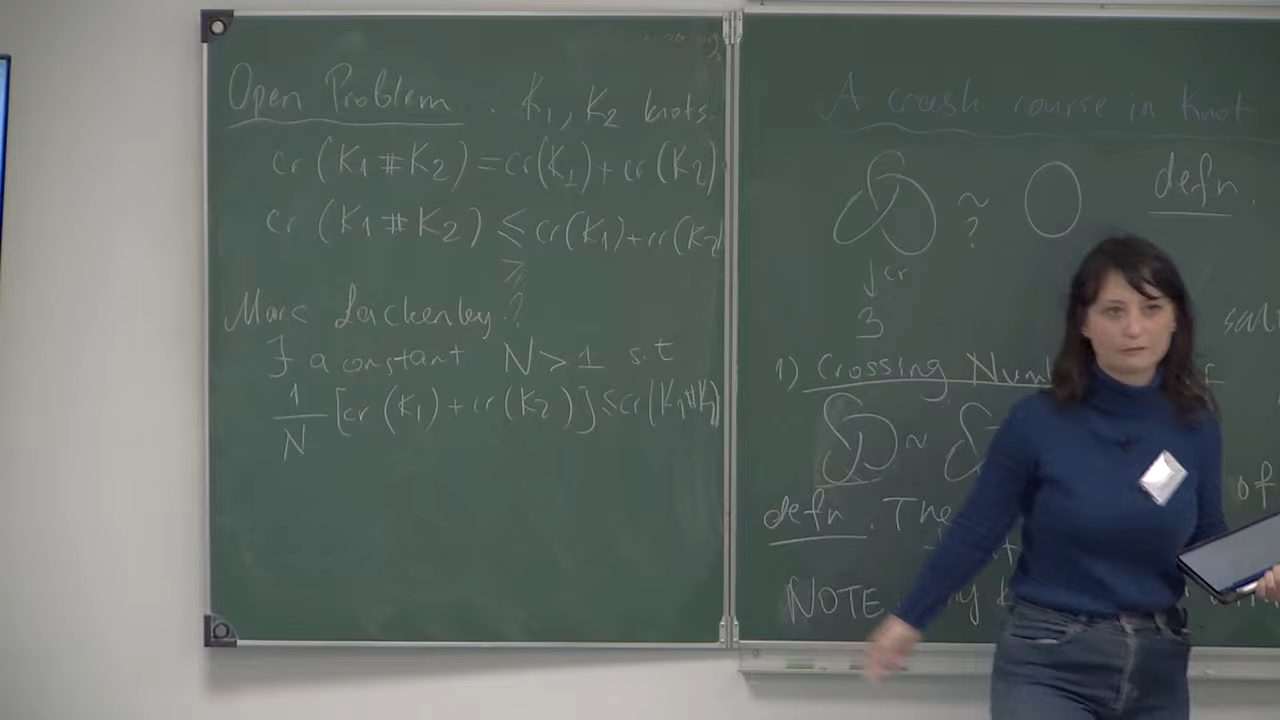 Open Problem. K₁, K₂ knots.
cr (K₁ # K₂) = cr(K₁) + cr (K₂)
cr (K₁ # K₂) ≤ cr(K₁) + cr(K₂
≥
Marc Lackenby?
∃ a constant N > 1 s.t
1/N [cr (K₁) + cr (K₂)] ≤ cr(K₁#K₂)
A crash course in Knot
~ ? defn.
↓ cr
3
1) Crossing Num
~
defn. The of
NOTE